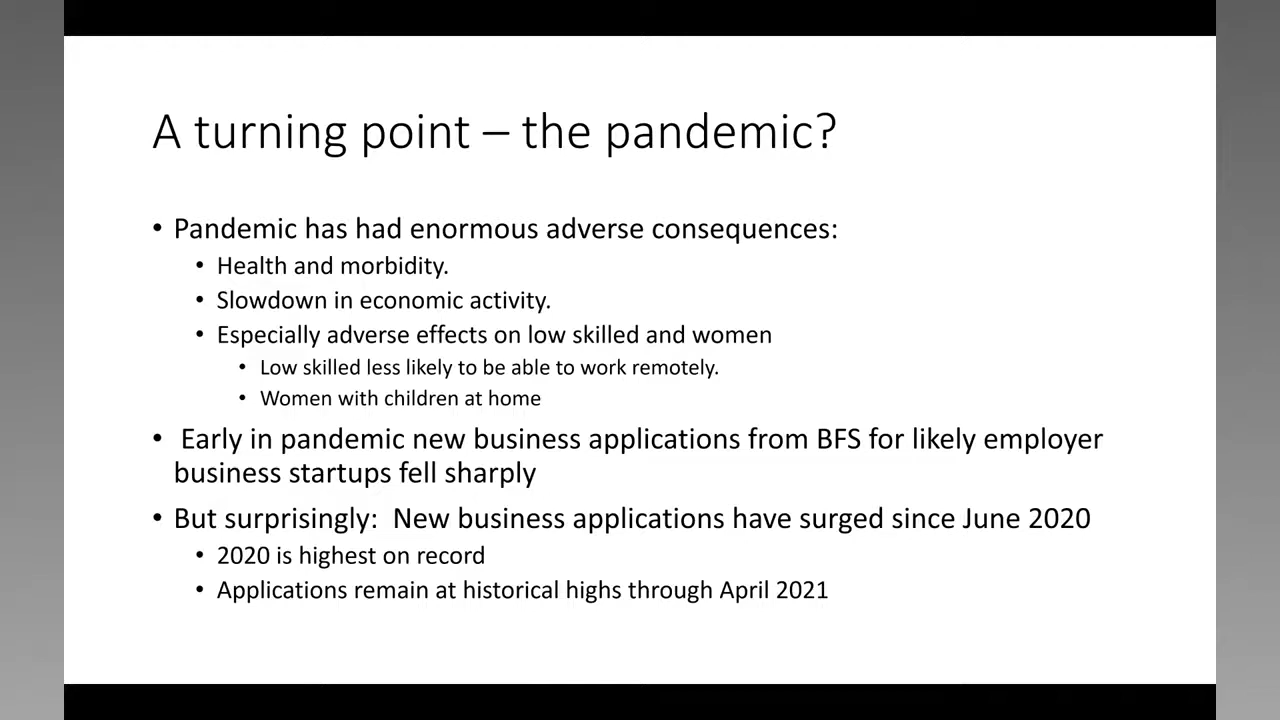 A turning point – the pandemic?
• Pandemic has had enormous adverse consequences:
• Health and morbidity.
• Slowdown in economic activity.
• Especially adverse effects on low skilled and women
• Low skilled less likely to be able to work remotely.
• Women with children at home
• Early in pandemic new business applications from BFS for likely employer
business startups fell sharply
• But surprisingly:  New business applications have surged since June 2020
• 2020 is highest on record
• Applications remain at historical highs through April 2021